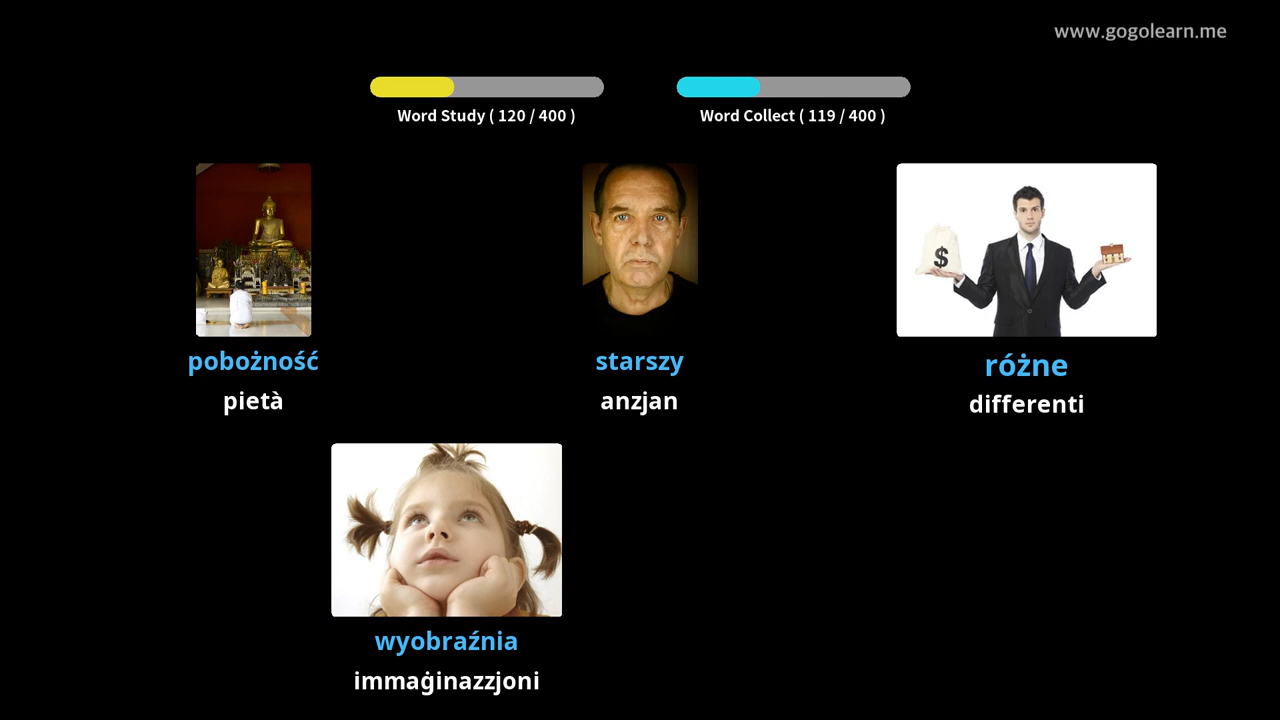 www.gogolearn.me
Word Study ( 120 / 400 )
Word Collect ( 119 / 400 )
$
pobożność
starszy
różne
pietà
anzjan
differenti
wyobraźnia
immaġinazzjoni